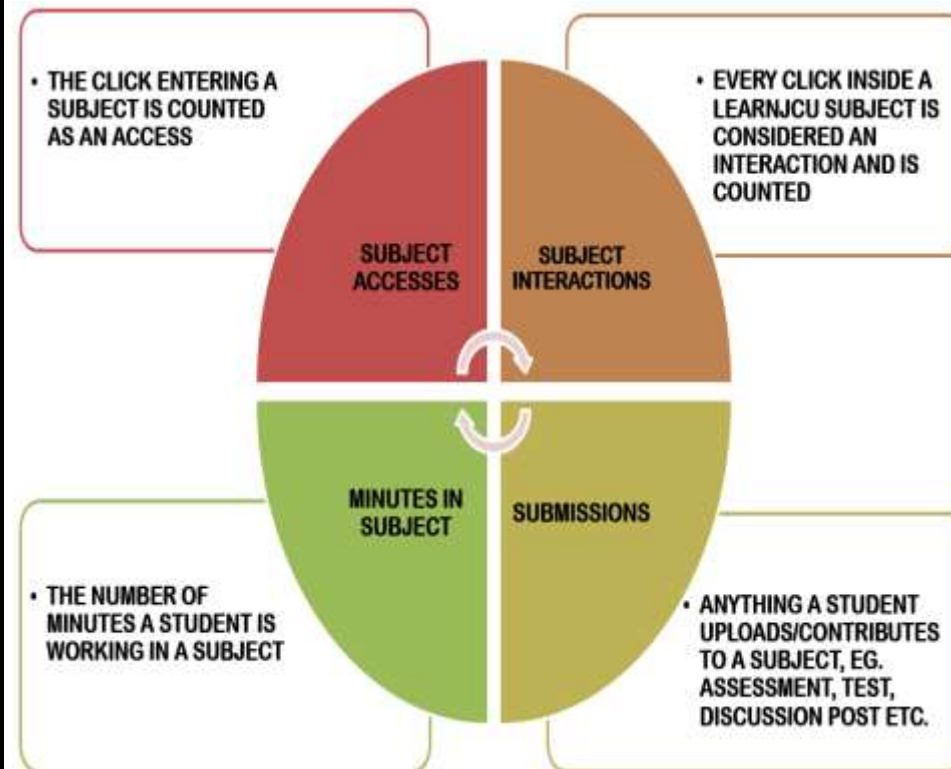 • THE CLICK ENTERING A
SUBJECT IS COUNTED
AS AN ACCESS
• EVERY CLICK INSIDE A
LEARNJCU SUBJECT IS
CONSIDERED AN
INTERACTION AND IS
COUNTED
SUBJECT
ACCESSES
SUBJECT
INTERACTIONS
MINUTES IN
SUBJECT
SUBMISSIONS
• THE NUMBER OF
MINUTES A STUDENT IS
WORKING IN A SUBJECT
• ANYTHING A STUDENT
UPLOADS/CONTRIBUTES
TO A SUBJECT, EG.
ASSESSMENT, TEST,
DISCUSSION POST ETC.